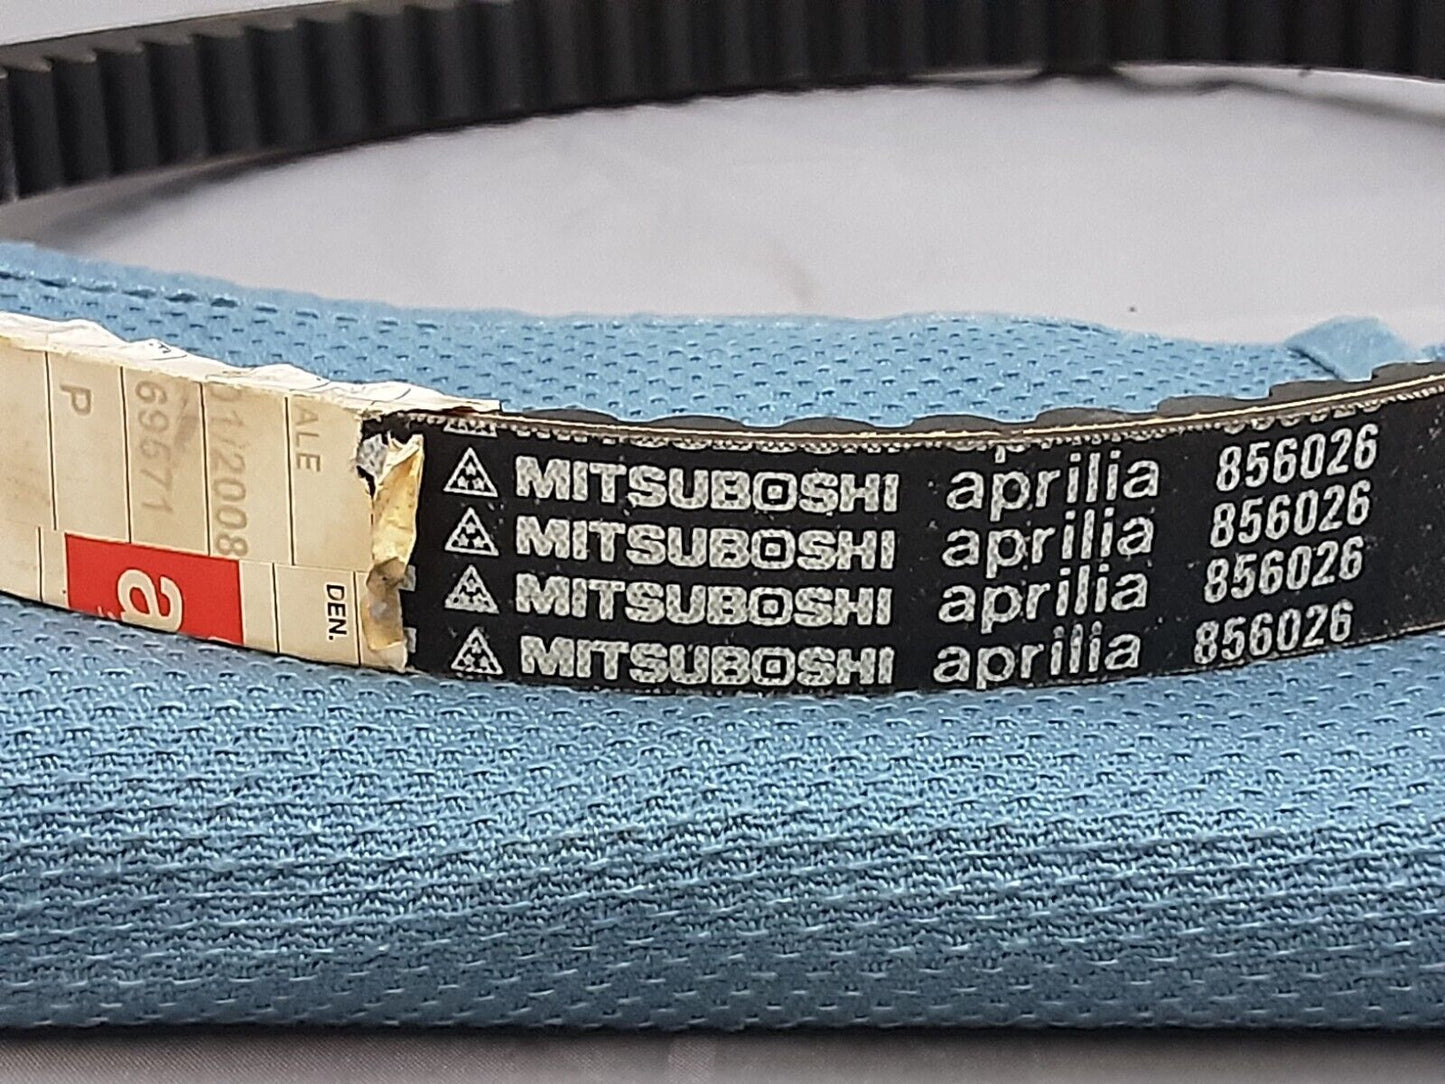 MITSUBOSHI aprilia 856026
MITSUBOSHI aprilia 856026
MITSUBOSHI aprilia 856026
MITSUBOSHI aprilia 856026
ALE
01/2008
69571
P
DEN.
a